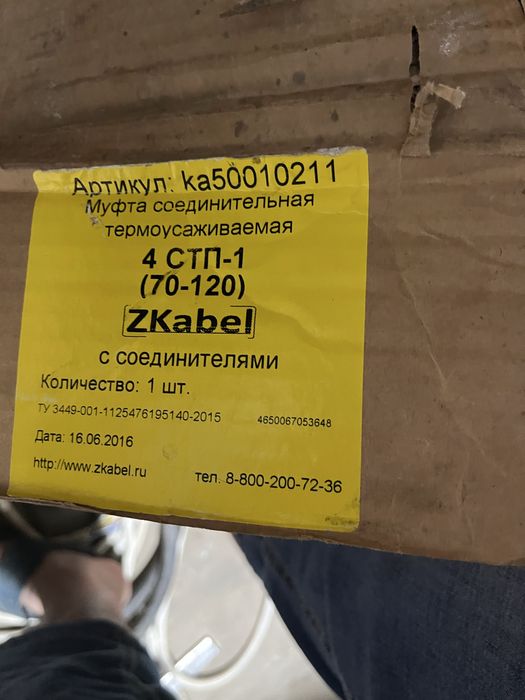 Артикул: ka50010211
Муфта соединительная
термоусаживаемая
4 СТП-1
(70-120)
ZKabel
с соединителями
Количество: 1 шт.
ТУ 3449-001-1125476195140-2015 4650067053648
Дата: 16.06.2016
http://www.zkabel.ru тел. 8-800-200-72-36